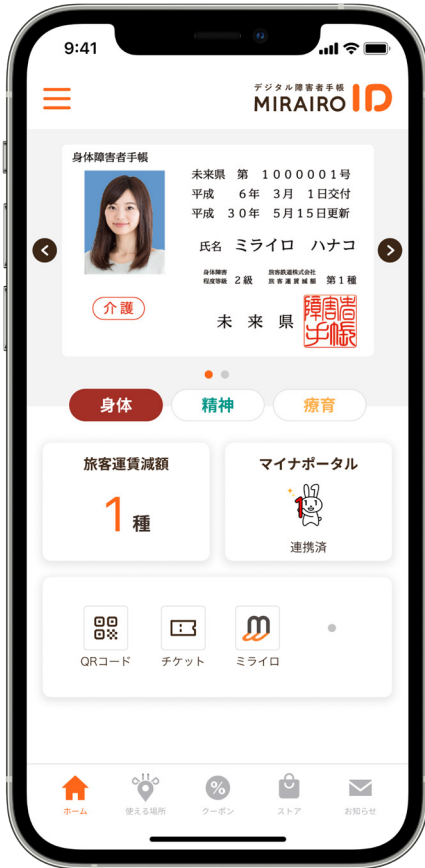 9:41
デジタル障害者手帳
MIRAIRO ID
身体障害者手帳
未来県 第 1000001号
平成 6年 3月 1日交付
平成 30年 5月15日更新
氏名 ミライロ ハナコ
身体障害
程度等級 2級 旅客鉄道株式会社
旅客運賃減額 第1種
介護
未来県
障害者
手帳
身体 精神 療育
旅客運賃減額
1種
マイナポータル
連携済
QRコード チケット ミライロ
ホーム 使える場所 クーポン ストア お知らせ